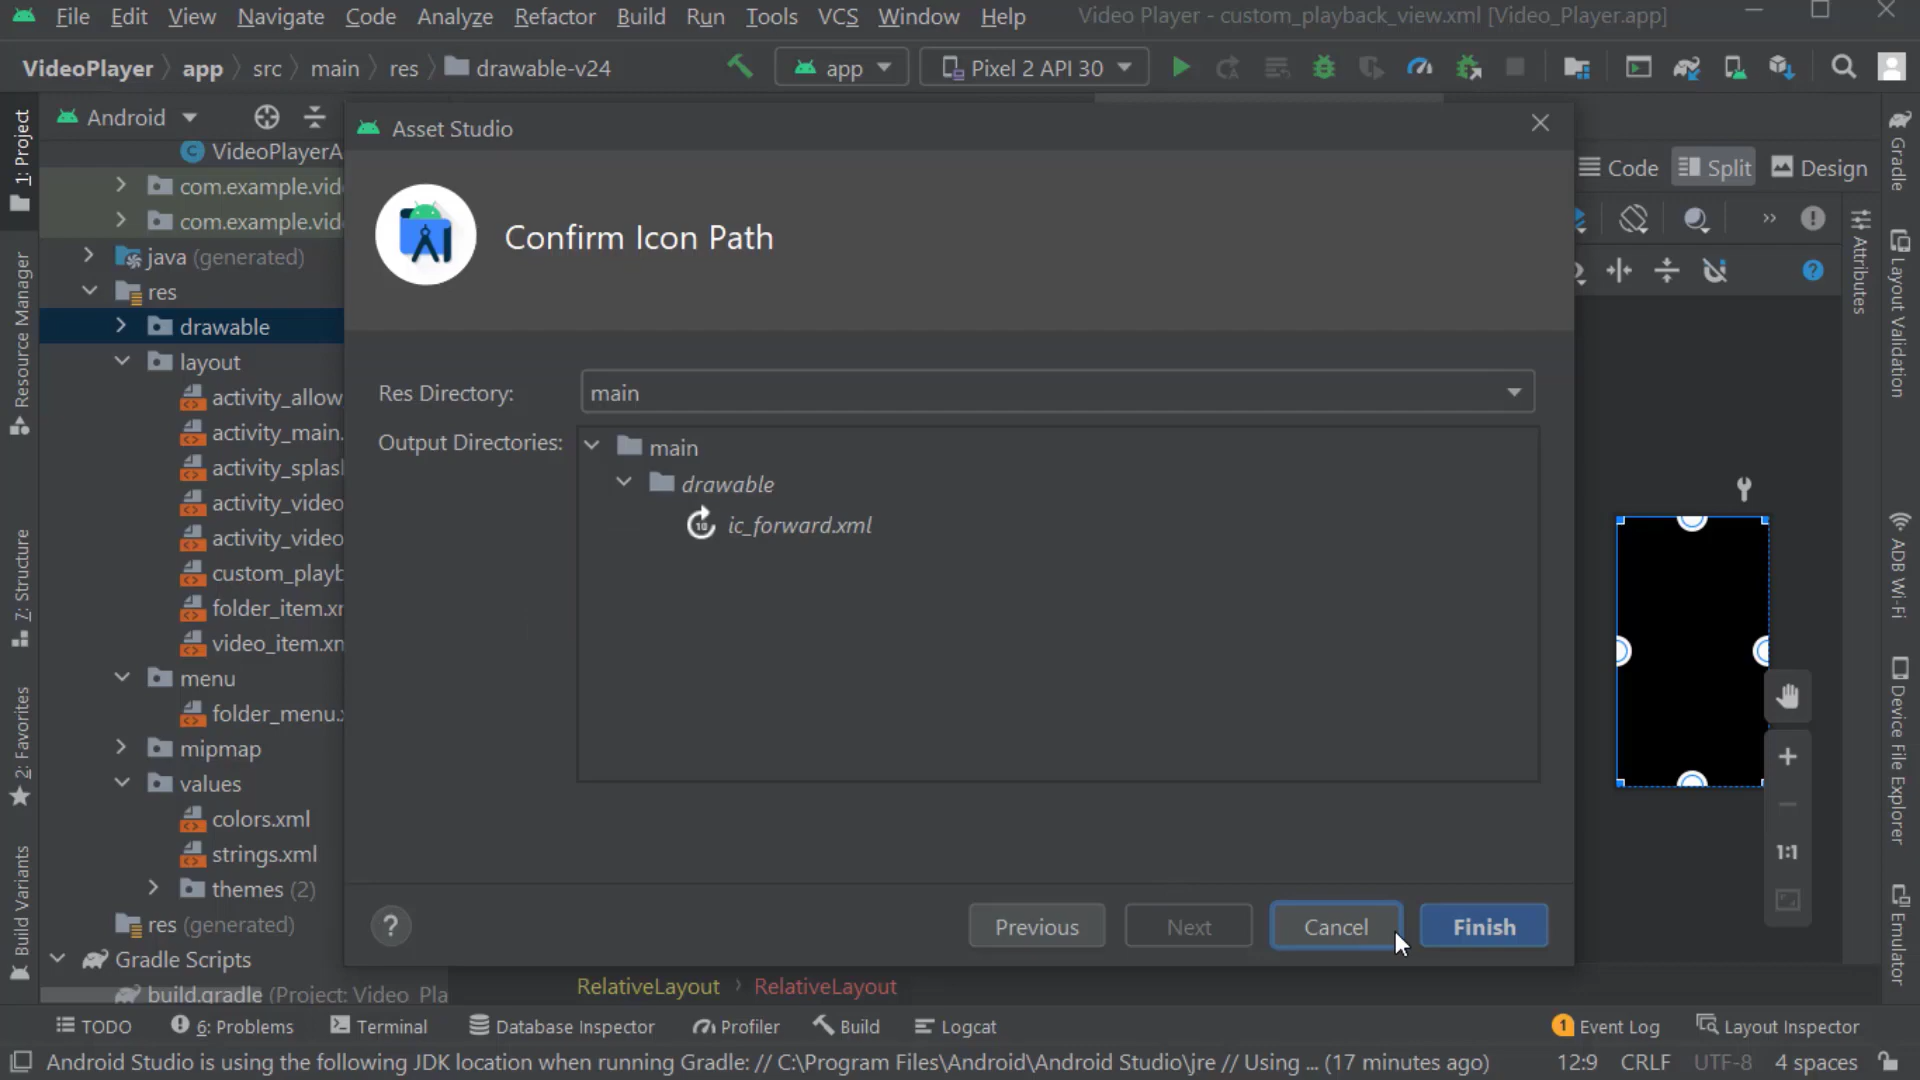 File Edit View Navigate Code Analyze Refactor Build Run Tools VCS Window Help Video Player - custom_playback_view.xml [Video_Player.app]
VideoPlayer app src main res drawable-v24 app Pixel 2 API 30
1: Project
Resource Manager
7: Structure
2: Favorites
Build Variants
Android
VideoPlayerA
com.example.vid
com.example.vid
java (generated)
res
drawable
layout
activity_allow
activity_main.
activity_splash
activity_video
activity_video
custom_playb
folder_item.xm
video_item.xm
menu
folder_menu.x
mipmap
values
colors.xml
strings.xml
themes (2)
res (generated)
Gradle Scripts
build.gradle (Project: Video_Pla
Asset Studio
Confirm Icon Path
Res Directory: main
Output Directories: main
drawable
10 ic_forward.xml
? Previous Next Cancel Finish
Code Split Design
1:1
Attributes
Gradle
Layout Validation
ADB Wi-Fi
Device File Explorer
Emulator
RelativeLayout RelativeLayout
TODO 6: Problems Terminal Database Inspector Profiler Build Logcat 1 Event Log Layout Inspector
Android Studio is using the following JDK location when running Gradle: // C:\Program Files\Android\Android Studio\jre // Using ... (17 minutes ago) 12:9 CRLF UTF-8 4 spaces